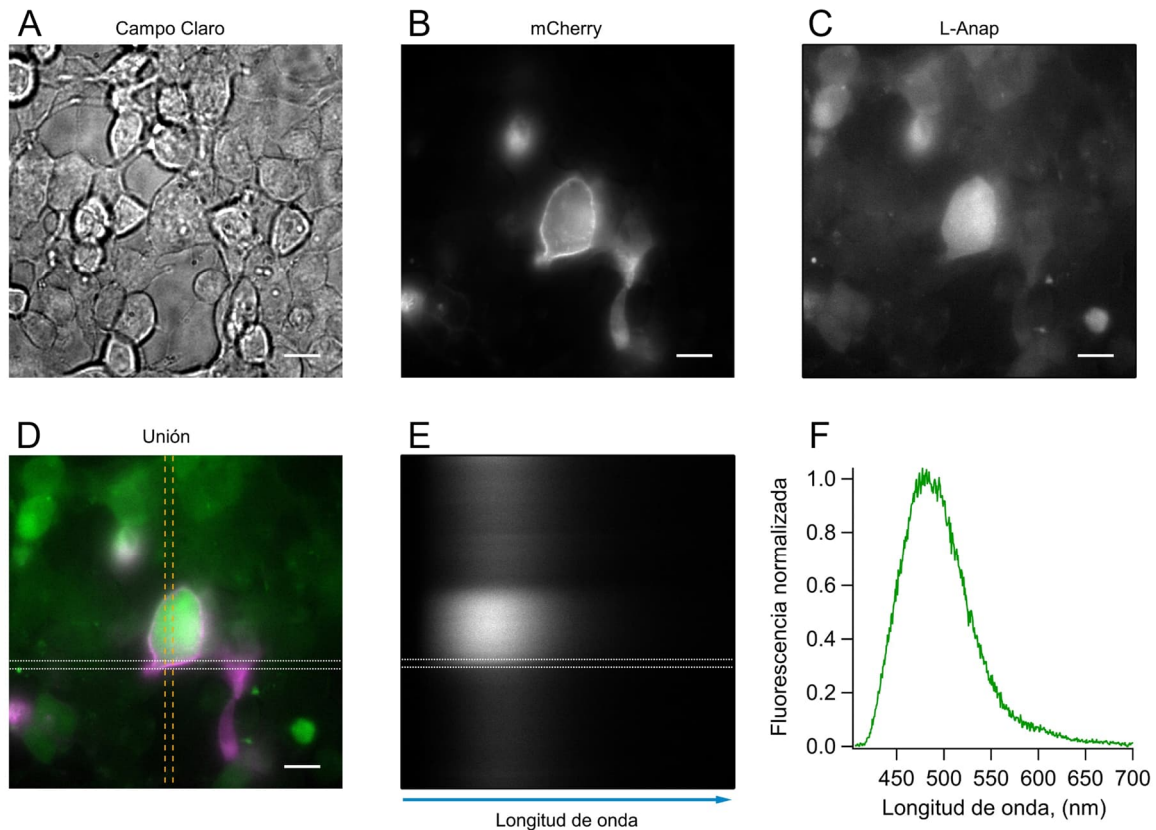 A
Campo Claro
B
mCherry
C
L-Anap
D
Unión
E
Longitud de onda
F
Fluorescencia normalizada
1.0
0.8
0.6
0.4
0.2
0.0
450 500 550 600 650 700
Longitud de onda, (nm)